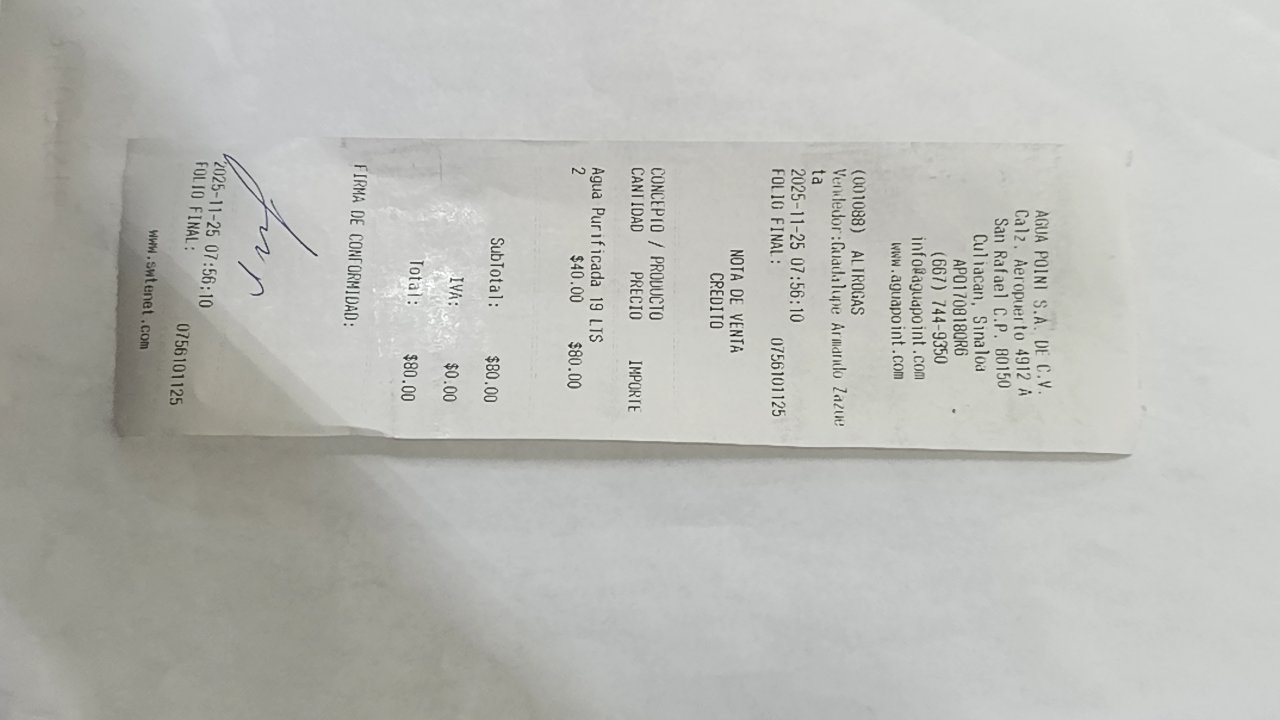 AGUA POINT S.A. DE C.V.
Calz. Aeropuerto 4912 A
San Rafael C.P. 80150
Culiacan, Sinaloa
APO170818QR6
(667) 744-9350
info@aguapoint.com
www.aguapoint.com
(001088) ALTROGAS
Vendedor:Guadalupe Armando Zazue
ta
2025-11-25 07:56:10
FOLIO FINAL: 0756101125
NOTA DE VENTA
CREDITO
CONCEPTO / PRODUCTO
CANTIDAD PRECIO IMPORTE
Agua Purificada 19 LTS
2 $40.00 $80.00
SubTotal: $80.00
IVA: $0.00
Total: $80.00
FIRMA DE CONFORMIDAD:
2025-11-25 07:56:10
FOLIO FINAL: 0756101125
www.swtenet.com